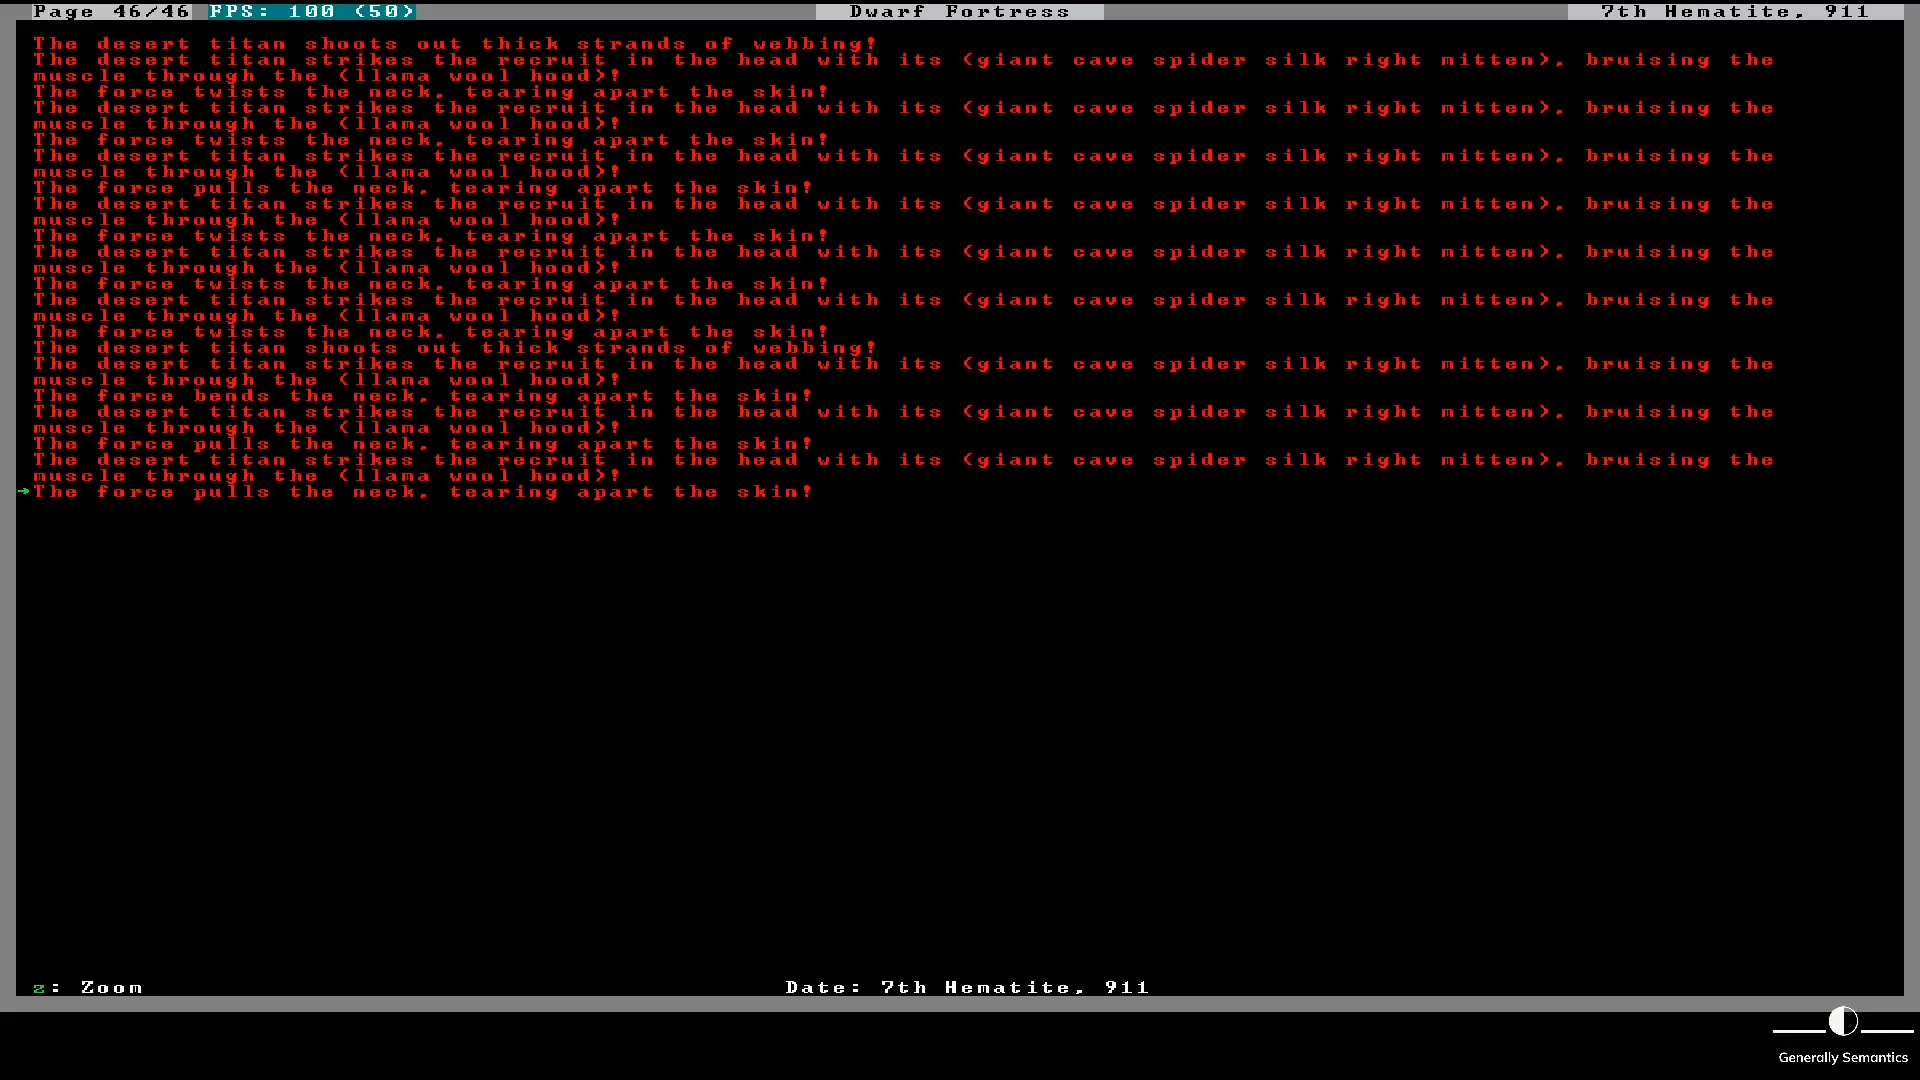 Page 46/46 FPS: 100 (50) Dwarf Fortress 7th Hematite, 911
The desert titan shoots out thick strands of webbing!
The desert titan strikes the recruit in the head with its (giant cave spider silk right mitten), bruising the
muscle through the (llama wool hood)!
The force twists the neck, tearing apart the skin!
The desert titan strikes the recruit in the head with its (giant cave spider silk right mitten), bruising the
muscle through the (llama wool hood)!
The force twists the neck, tearing apart the skin!
The desert titan strikes the recruit in the head with its (giant cave spider silk right mitten), bruising the
muscle through the (llama wool hood)!
The force pulls the neck, tearing apart the skin!
The desert titan strikes the recruit in the head with its (giant cave spider silk right mitten), bruising the
muscle through the (llama wool hood)!
The force twists the neck, tearing apart the skin!
The desert titan strikes the recruit in the head with its (giant cave spider silk right mitten), bruising the
muscle through the (llama wool hood)!
The force twists the neck, tearing apart the skin!
The desert titan strikes the recruit in the head with its (giant cave spider silk right mitten), bruising the
muscle through the (llama wool hood)!
The force twists the neck, tearing apart the skin!
The desert titan shoots out thick strands of webbing!
The desert titan strikes the recruit in the head with its (giant cave spider silk right mitten), bruising the
muscle through the (llama wool hood)!
The force bends the neck, tearing apart the skin!
The desert titan strikes the recruit in the head with its (giant cave spider silk right mitten), bruising the
muscle through the (llama wool hood)!
The force pulls the neck, tearing apart the skin!
The desert titan strikes the recruit in the head with its (giant cave spider silk right mitten), bruising the
muscle through the (llama wool hood)!
The force pulls the neck, tearing apart the skin!
z: Zoom Date: 7th Hematite, 911
Generally Semantics